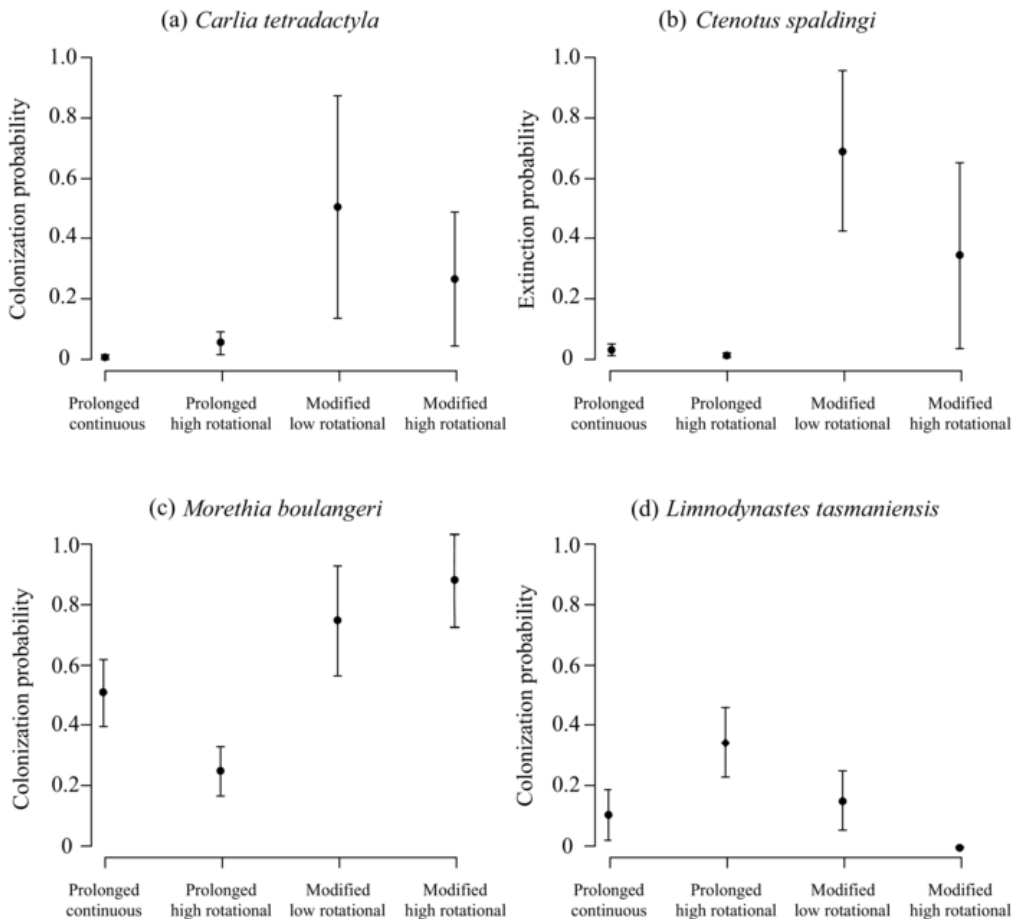 (a) Carlia tetradactyla
Colonization probability
1.0
0.8
0.6
0.4
0.2
0
Prolonged
continuous
Prolonged
high rotational
Modified
low rotational
Modified
high rotational
(b) Ctenotus spaldingi
Extinction probability
1.0
0.8
0.6
0.4
0.2
0
Prolonged
continuous
Prolonged
high rotational
Modified
low rotational
Modified
high rotational
(c) Morethia boulangeri
Colonization probability
1.0
0.8
0.6
0.4
0.2
0
Prolonged
continuous
Prolonged
high rotational
Modified
low rotational
Modified
high rotational
(d) Limnodynastes tasmaniensis
Colonization probability
1.0
0.8
0.6
0.4
0.2
0
Prolonged
continuous
Prolonged
high rotational
Modified
low rotational
Modified
high rotational